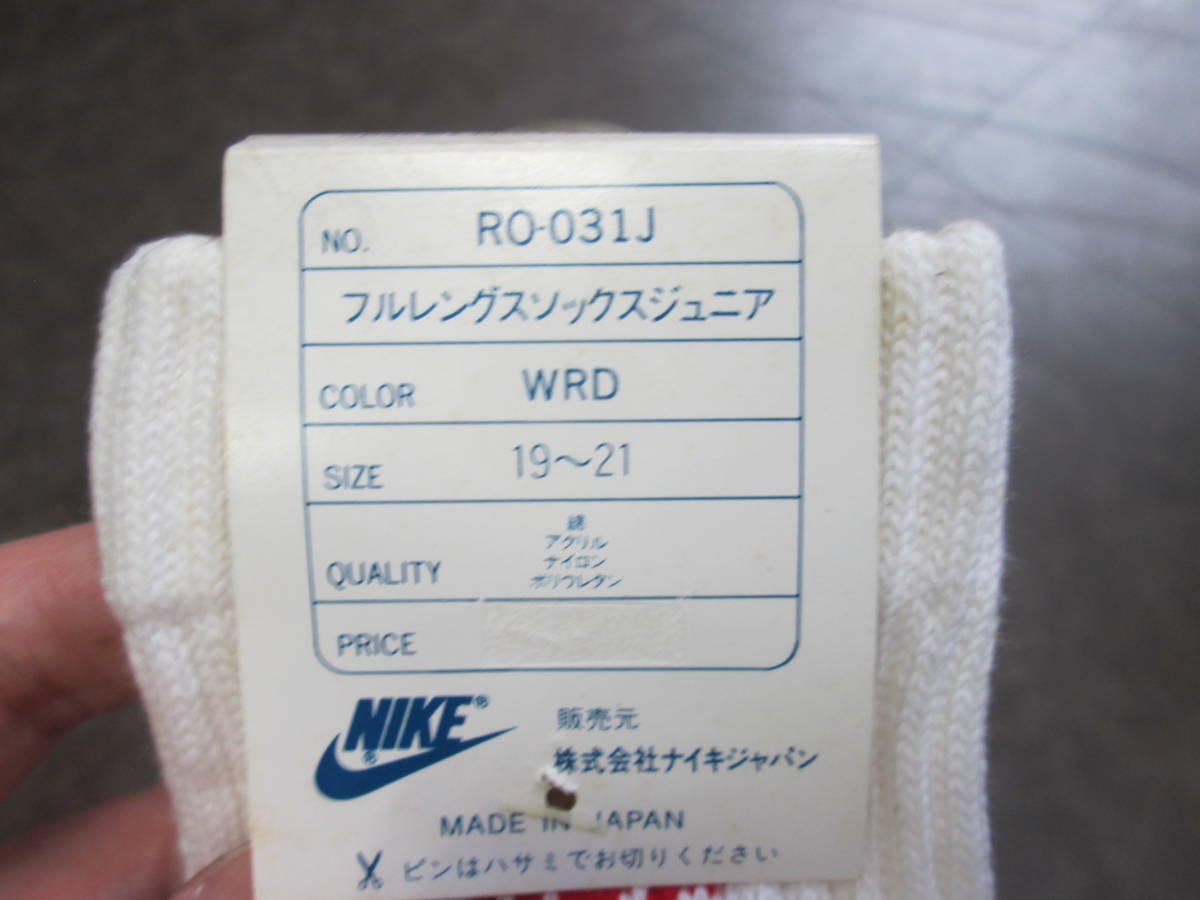 NO. RO-031J
フルレングスソックスジュニア
COLOR WRD
SIZE 19〜21
QUALITY
綿
アクリル
ナイロン
ポリウレタン
PRICE
NIKE®
®
販売元
株式会社ナイキジャパン
MADE IN JAPAN
ピンはハサミでお切りください